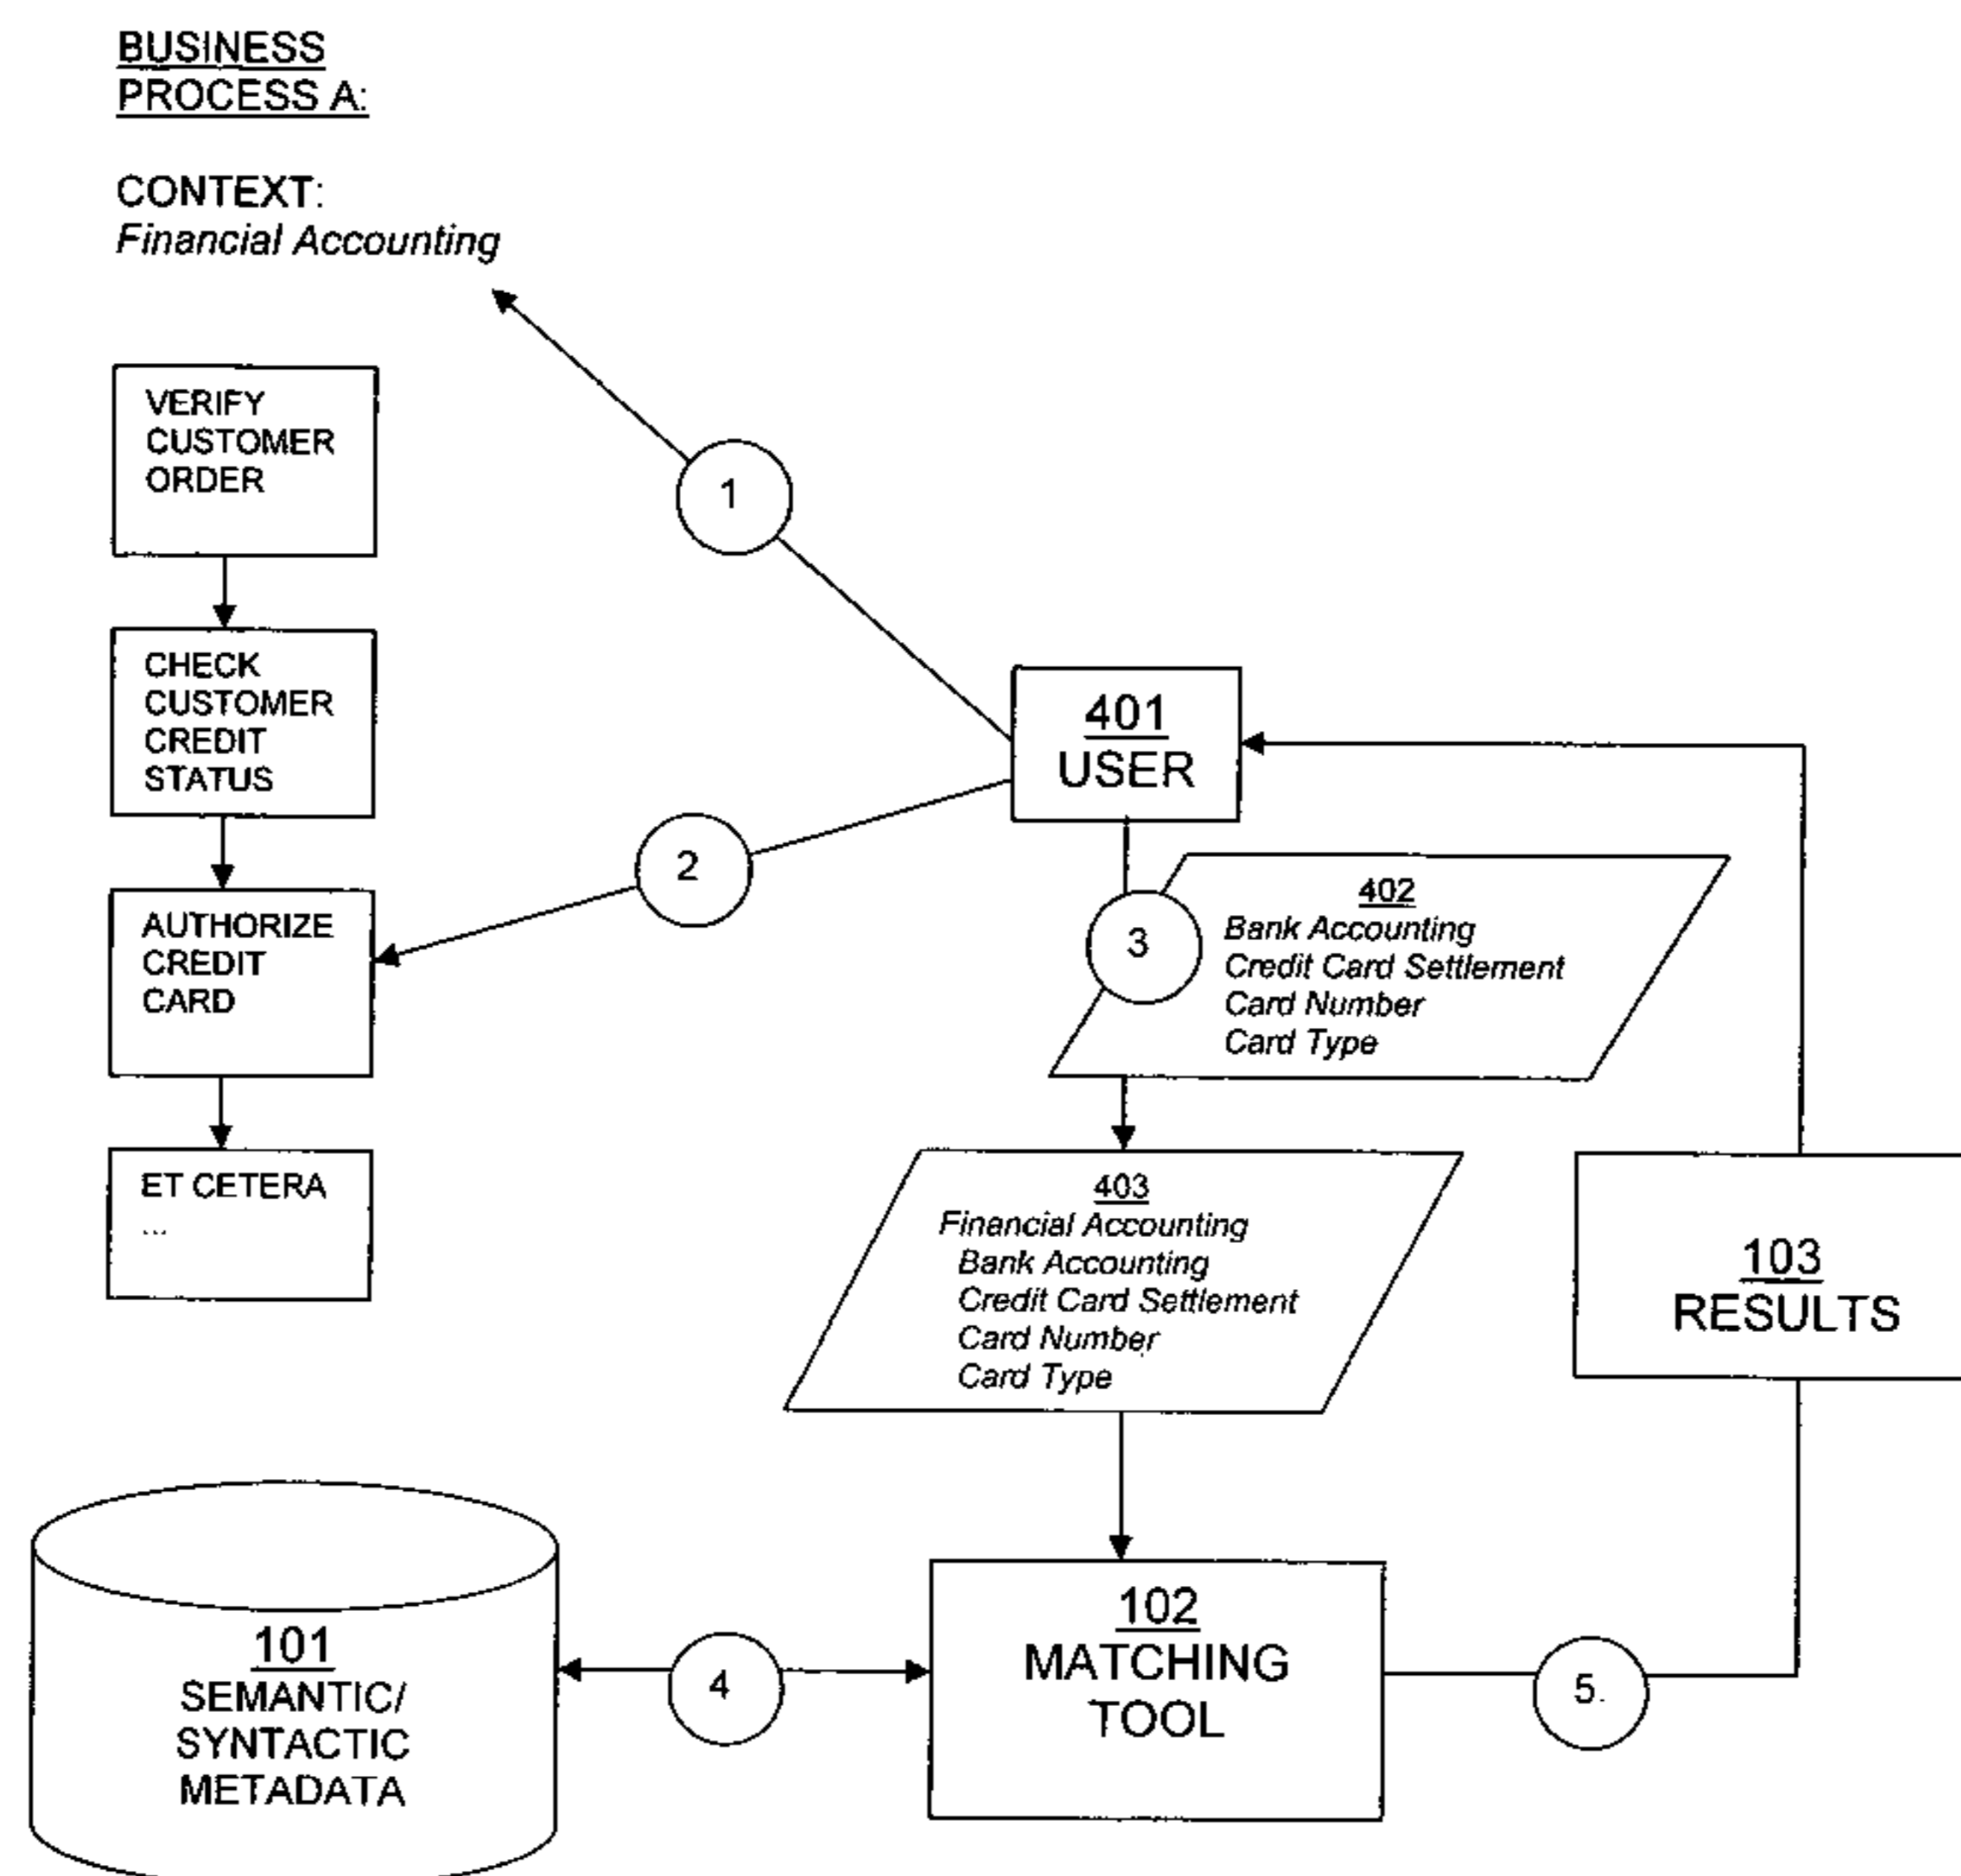 BUSINESS
PROCESS A:
CONTEXT:
Financial Accounting
VERIFY
CUSTOMER
ORDER
CHECK
CUSTOMER
CREDIT
STATUS
AUTHORIZE
CREDIT
CARD
ET CETERA
...
1
2
401
USER
3
402
Bank Accounting
Credit Card Settlement
Card Number
Card Type
403
Financial Accounting
Bank Accounting
Credit Card Settlement
Card Number
Card Type
103
RESULTS
101
SEMANTIC/
SYNTACTIC
METADATA
4
102
MATCHING
TOOL
5.